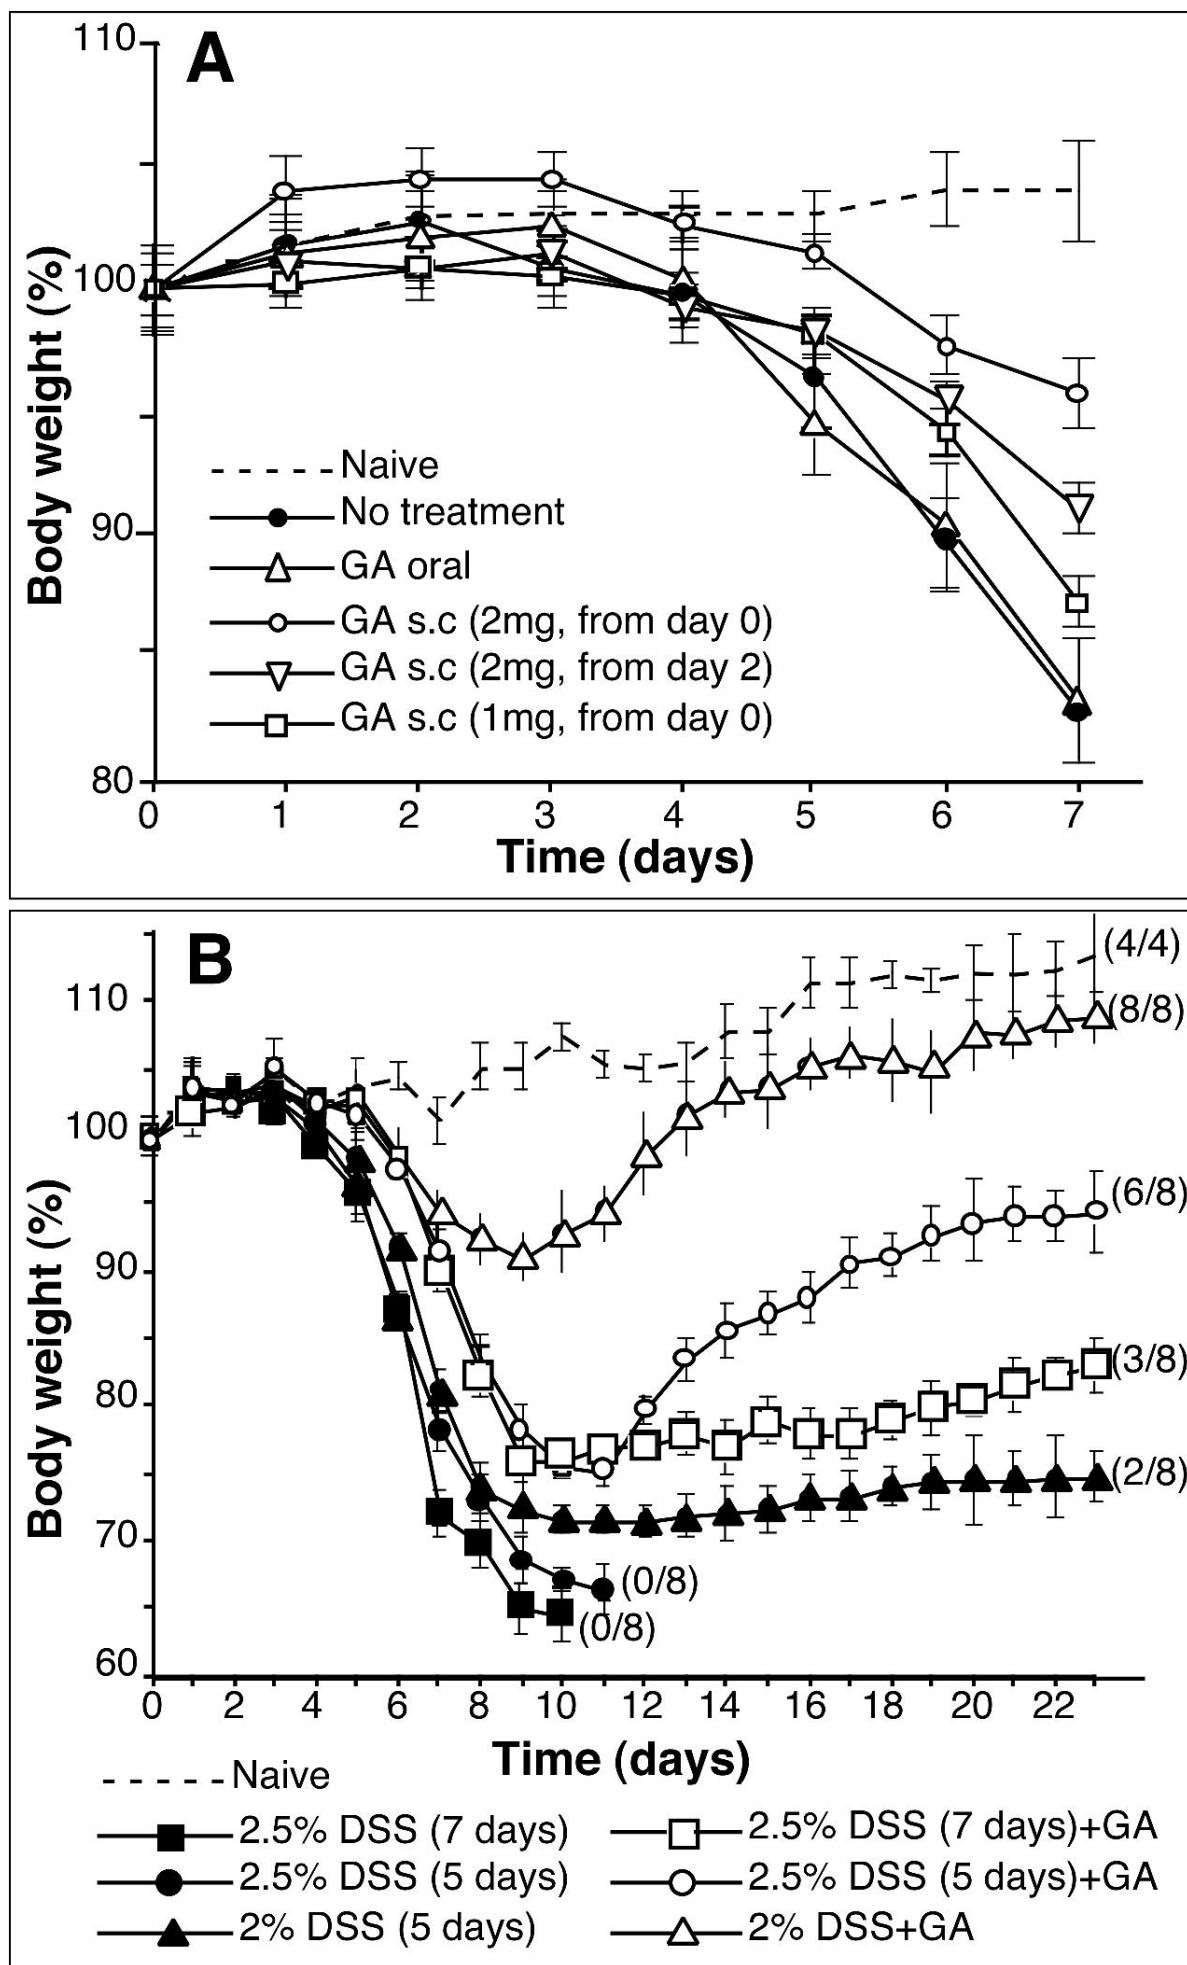 A
110
100
90
80
Body weight (%)
Naive
No treatment
GA oral
GA s.c (2mg, from day 0)
GA s.c (2mg, from day 2)
GA s.c (1mg, from day 0)
0 1 2 3 4 5 6 7
Time (days)
B
110
100
90
80
70
60
Body weight (%)
(4/4)
(8/8)
(6/8)
(3/8)
(2/8)
(0/8)
(0/8)
0 2 4 6 8 10 12 14 16 18 20 22
Time (days)
Naive
2.5% DSS (7 days) 2.5% DSS (7 days)+GA
2.5% DSS (5 days) 2.5% DSS (5 days)+GA
2% DSS (5 days) 2% DSS+GA